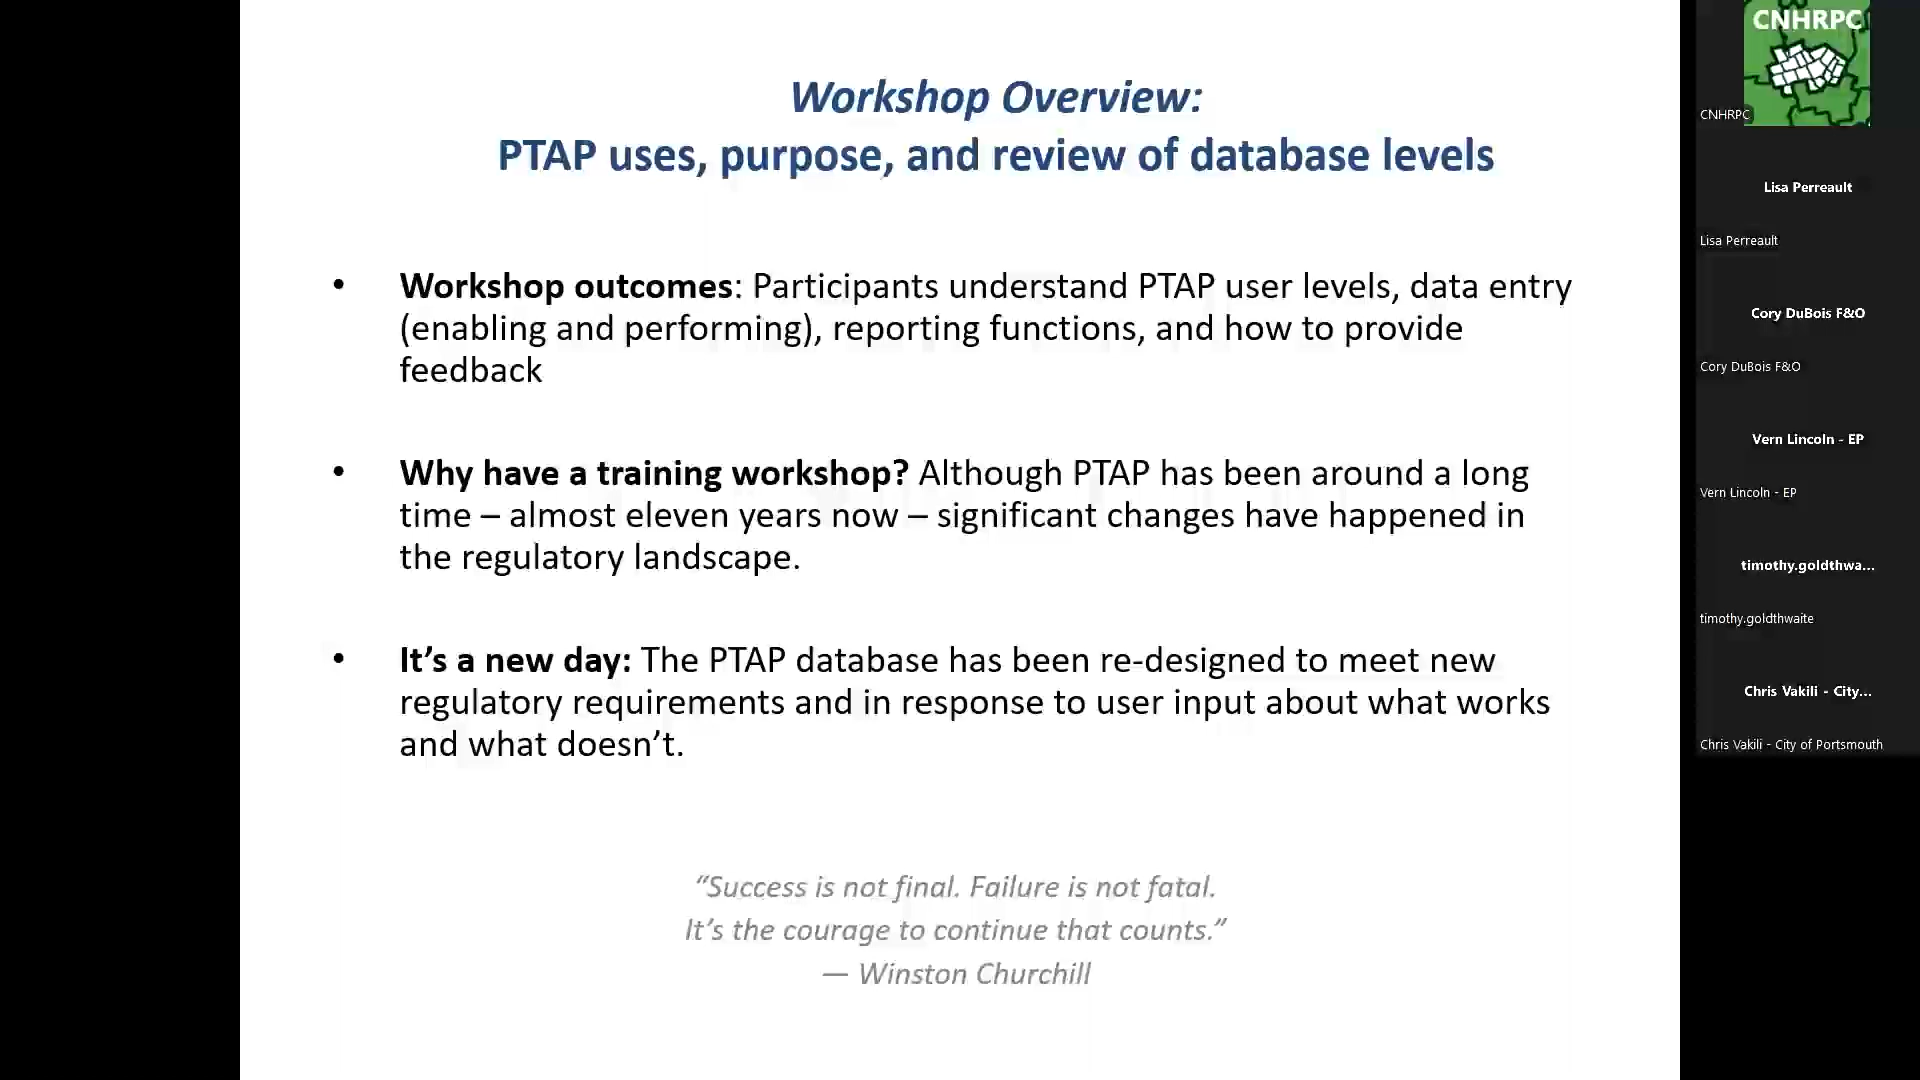 Workshop Overview:
PTAP uses, purpose, and review of database levels
• Workshop outcomes: Participants understand PTAP user levels, data entry
(enabling and performing), reporting functions, and how to provide
feedback
• Why have a training workshop? Although PTAP has been around a long
time – almost eleven years now – significant changes have happened in
the regulatory landscape.
• It’s a new day: The PTAP database has been re-designed to meet new
regulatory requirements and in response to user input about what works
and what doesn’t.
“Success is not final. Failure is not fatal.
It’s the courage to continue that counts.”
— Winston Churchill
CNHRPC
CNHRPC
Lisa Perreault
Lisa Perreault
Cory DuBois F&O
Cory DuBois F&O
Vern Lincoln - EP
Vern Lincoln - EP
timothy.goldthwa...
timothy.goldthwaite
Chris Vakili - City...
Chris Vakili - City of Portsmouth